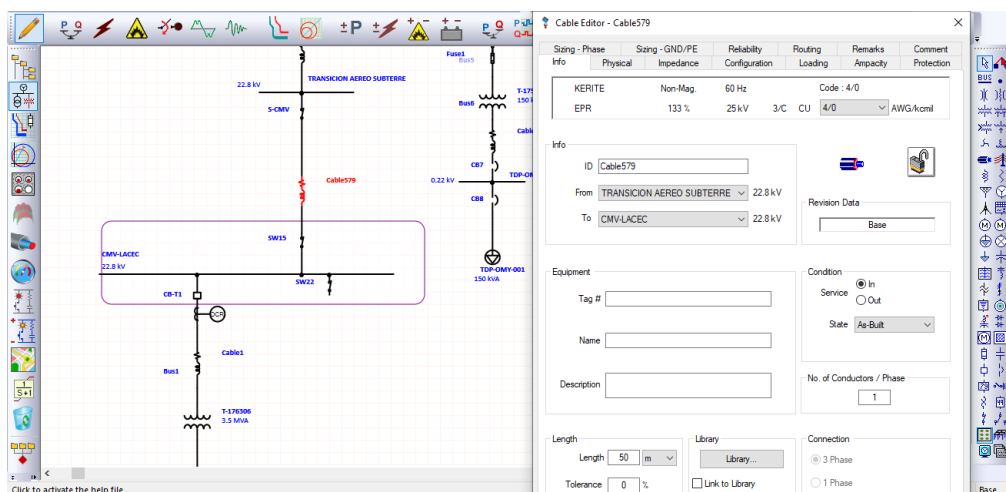 Cable Editor - Cable579
Fuse1
Bus5
TRANSICION AEREO SUBTERRE
22.8 kV
S-CMV
Bus6
CB7
0.22 kV
CB8
Cable579
SW15
CMV-LACEC
22.8 kV
SW22
CB-T1
OCR
TDP-OMY-001
150 kVA
Cable1
Bus1
T-176306
3.5 MVA
Click to activate the help file
Sizing - Phase
Sizing - GND/PE
Reliability
Routing
Remarks
Comment
Info
Physical
Impedance
Configuration
Loading
Ampacity
Protection
KERITE
Non-Mag.
60 Hz
Code : 4/0
EPR
133 %
25 kV
3/C
CU
4/0
AWG/kcmil
Info
ID
Cable579
From
TRANSICION AEREO SUBTERRE
22.8 kV
To
CMV-LACEC
22.8 kV
Revision Data
Base
Equipment
Tag #
Name
Description
Condition
Service
In
Out
State
As-Built
No. of Conductors / Phase
1
Length
Length
50
m
Tolerance
0
%
Library
Library...
Link to Library
Connection
3 Phase
1 Phase
BUS
Base